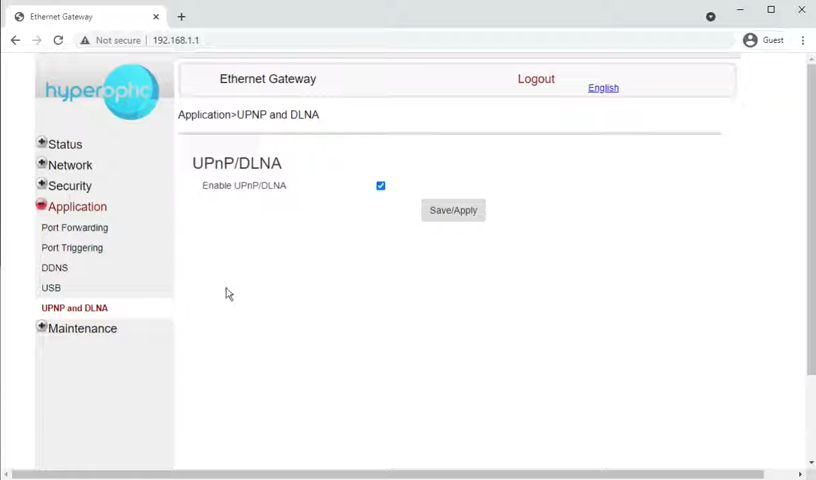 Ethernet Gateway
Not secure | 192.168.1.1
Guest
hyperoptic
Ethernet Gateway
Logout
English
Application>UPNP and DLNA
Status
Network
Security
Application
Port Forwarding
Port Triggering
DDNS
USB
UPNP and DLNA
Maintenance
UPnP/DLNA
Enable UPnP/DLNA
Save/Apply